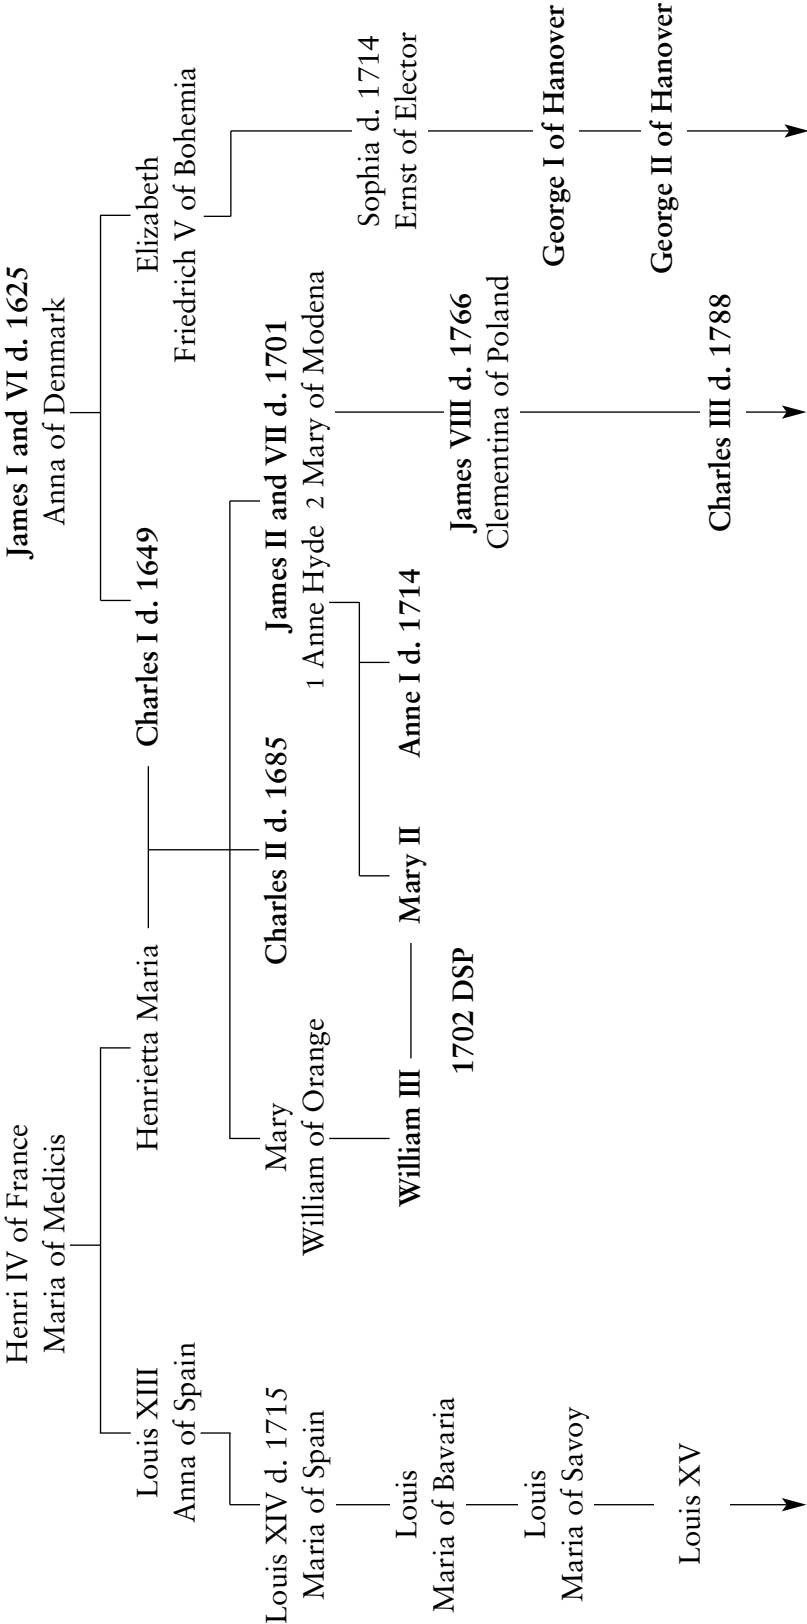 Henri IV of France
Maria of Medicis
James I and VI d. 1625
Anna of Denmark
Louis XIII
Anna of Spain
Henrietta Maria
Charles I d. 1649
Elizabeth
Friedrich V of Bohemia
Louis XIV d. 1715
Maria of Spain
Mary
William of Orange
Charles II d. 1685
James II and VII d. 1701
1 Anne Hyde 2 Mary of Modena
Sophia d. 1714
Ernst of Elector
Louis
Maria of Bavaria
William III
Mary II
1702 DSP
Anne I d. 1714
James VIII d. 1766
Clementina of Poland
George I of Hanover
Louis
Maria of Savoy
George II of Hanover
Louis XV
Charles III d. 1788